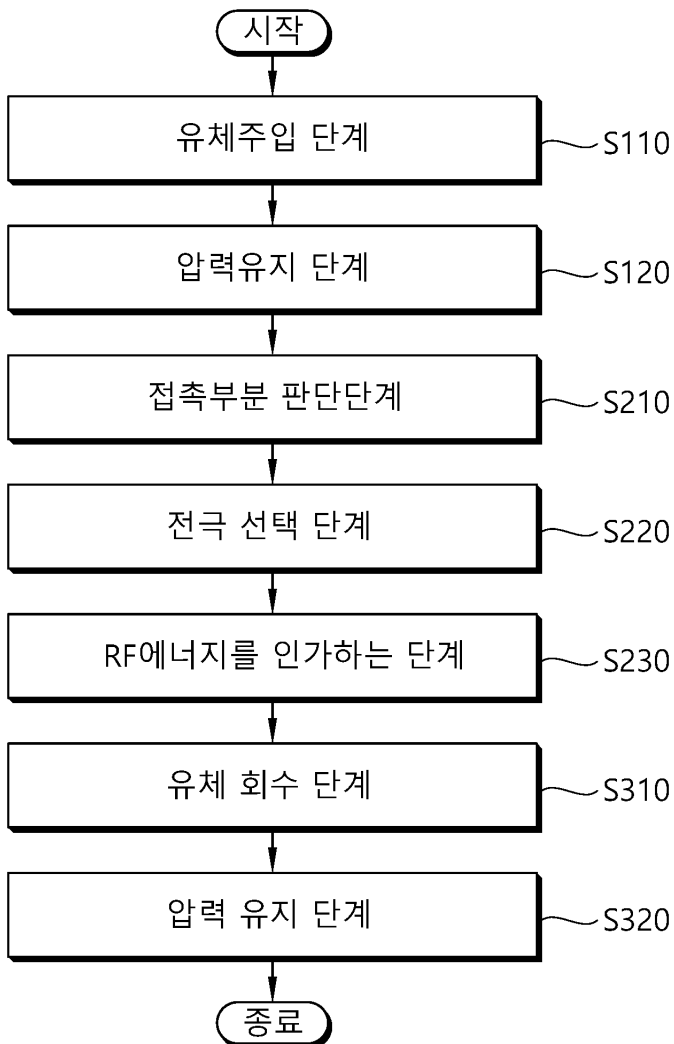 시작
유체주입 단계
S110
압력유지 단계
S120
접촉부분 판단단계
S210
전극 선택 단계
S220
RF에너지를 인가하는 단계
S230
유체 회수 단계
S310
압력 유지 단계
S320
종료